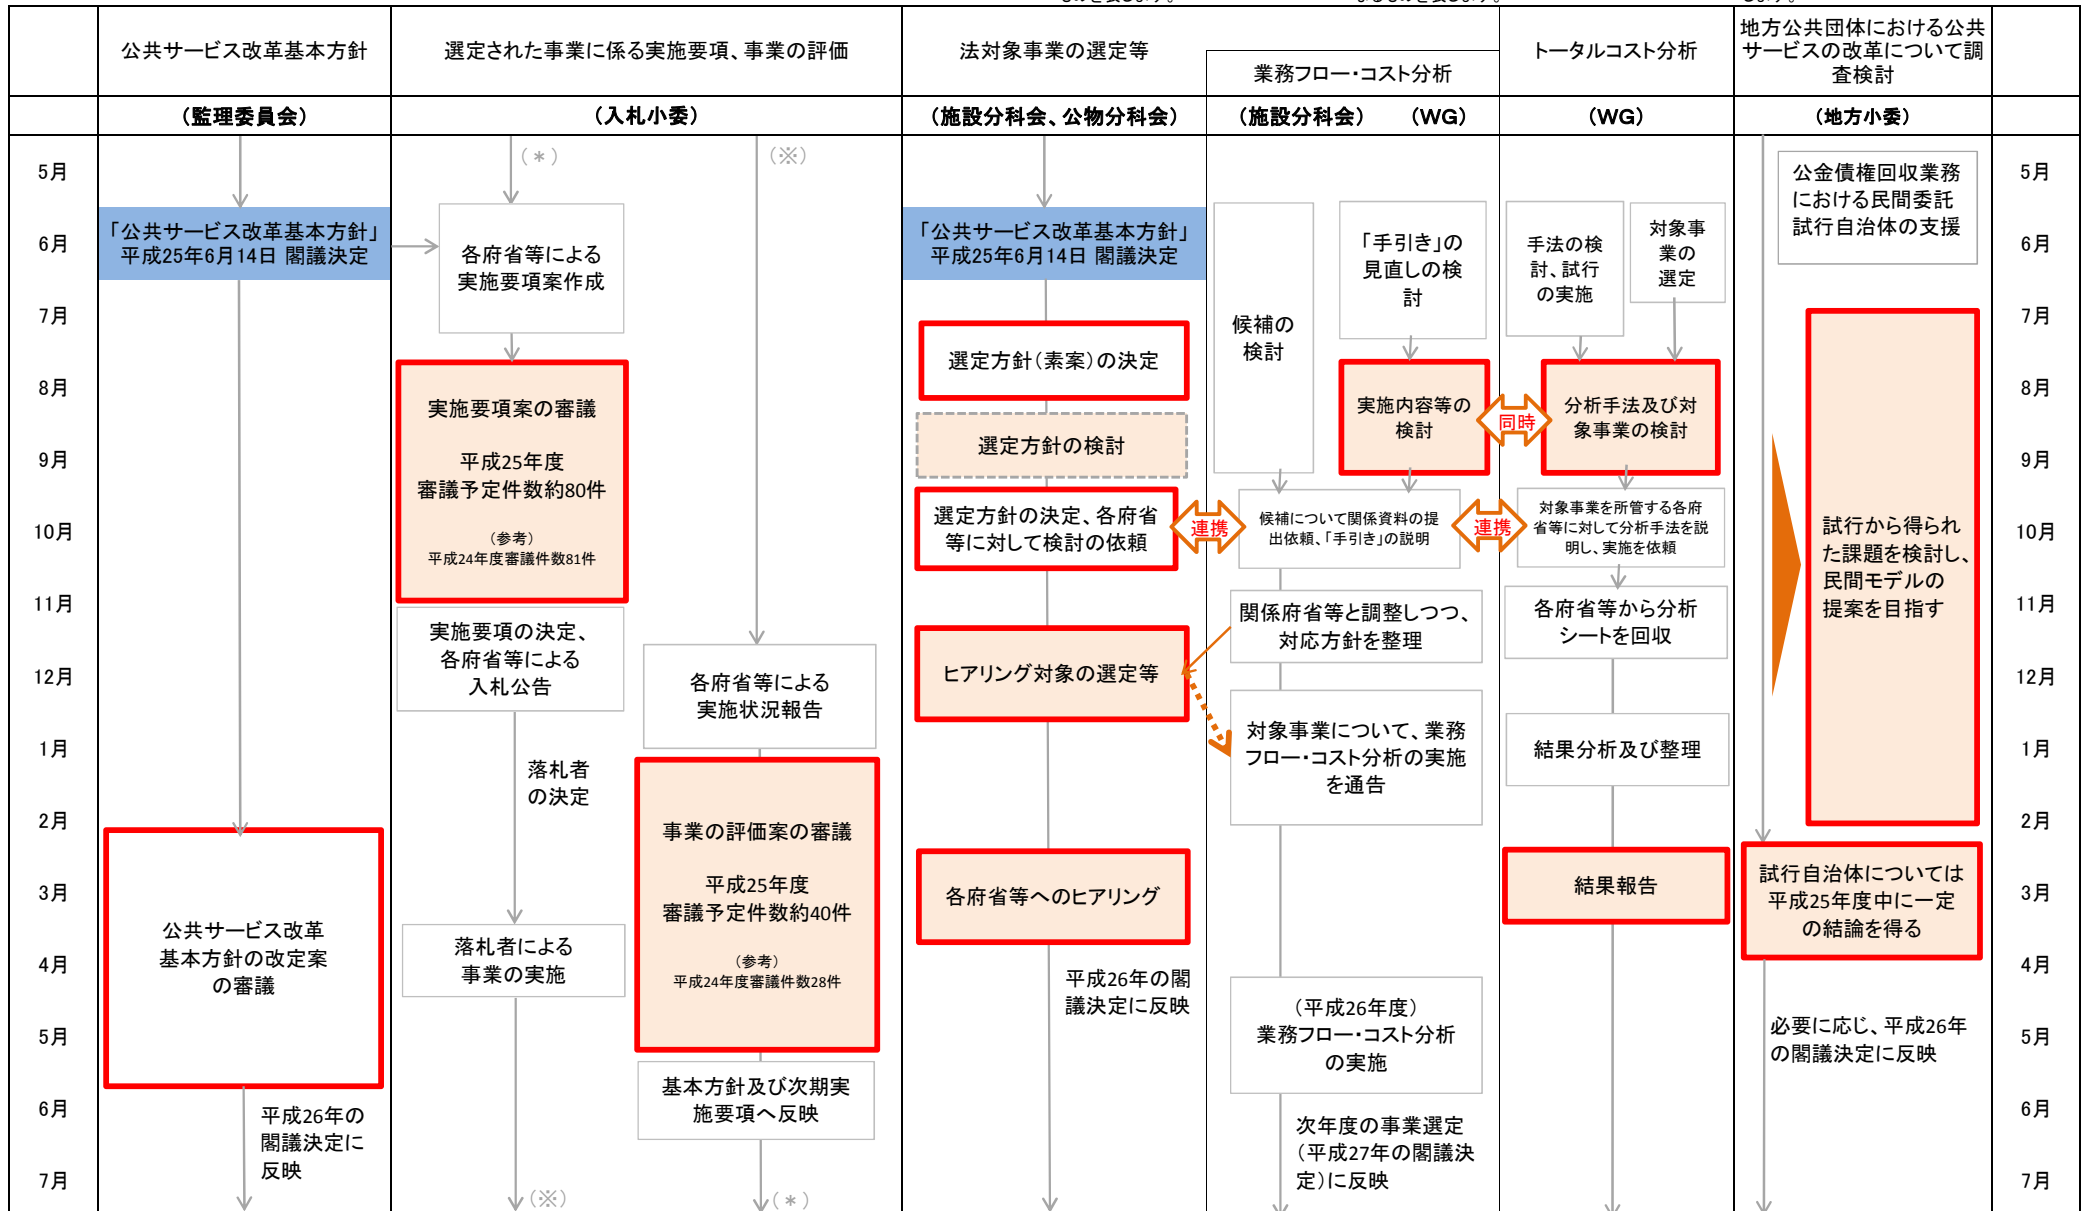 公共サービス改革基本方針
選定された事業に係る実施要項、事業の評価
法対象事業の選定等
業務フロー・コスト分析
トータルコスト分析
地方公共団体における公共
サービスの改革について調
査検討
（監理委員会）
（入札小委）
（施設分科会、公物分科会）
（施設分科会）
（WG）
（WG）
（地方小委）
5月
6月
7月
8月
9月
10月
11月
12月
1月
2月
3月
4月
5月
6月
7月
「公共サービス改革基本方針」
平成25年6月14日 閣議決定
公共サービス改革
基本方針の改定案
の審議
平成26年の
閣議決定に
反映
（＊）
各府省等による
実施要項案作成
実施要項案の審議
平成25年度
審議予定件数約80件
（参考）
平成24年度審議件数81件
実施要項の決定、
各府省等による
入札公告
落札者
の決定
落札者による
事業の実施
（※）
（※）
各府省等による
実施状況報告
事業の評価案の審議
平成25年度
審議予定件数約40件
（参考）
平成24年度審議件数28件
基本方針及び次期実
施要項へ反映
（＊）
「公共サービス改革基本方針」
平成25年6月14日 閣議決定
選定方針（素案）の決定
選定方針の検討
選定方針の決定、各府省
等に対して検討の依頼
連携
ヒアリング対象の選定等
各府省等へのヒアリング
平成26年の閣
議決定に反映
候補の
検討
「手引き」の
見直しの検
討
実施内容等の
検討
同時
候補について関係資料の提
出依頼、「手引き」の説明
連携
関係府省等と調整しつつ、
対応方針を整理
対象事業について、業務
フロー・コスト分析の実施
を通告
（平成26年度）
業務フロー・コスト分析
の実施
次年度の事業選定
（平成27年の閣議決
定）に反映
手法の検
討、試行
の実施
対象事
業の
選定
分析手法及び対
象事業の検討
対象事業を所管する各府
省等に対して分析手法を説
明し、実施を依頼
各府省等から分析
シートを回収
結果分析及び整理
結果報告
公金債権回収業務
における民間委託
試行自治体の支援
試行から得られ
た課題を検討し、
民間モデルの
提案を目指す
試行自治体については
平成25年度中に一定
の結論を得る
必要に応じ、平成26年
の閣議決定に反映
5月
6月
7月
8月
9月
10月
11月
12月
1月
2月
3月
4月
5月
6月
7月